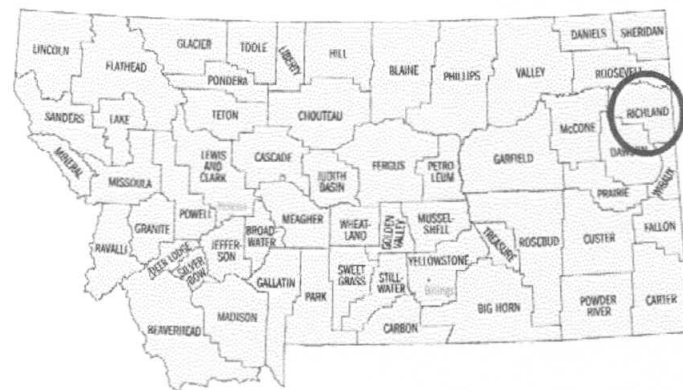 LINCOLN
FLATHEAD
GLACIER
TOOLE
LIBERTY
HILL
BLAINE
PHILLIPS
VALLEY
DANIELS
SHERIDAN
ROOSEVELT
PONDERA
SANDERS
LAKE
TETON
CHOUTEAU
RICHLAND
McCONE
DAWSON
MINERAL
MISSOULA
LEWIS
AND
CLARK
CASCADE
JUDITH
BASIN
FERGUS
PETRO
LEUM
GARFIELD
PRAIRIE
WIBAUX
POWELL
Helena
MEAGHER
WHEAT-
LAND
GOLDEN
VALLEY
MUSSEL-
SHELL
TREASURE
ROSEBUD
CUSTER
FALLON
RAVALLI
GRANITE
DEER LODGE
SILVER
BOW
JEFFER-
SON
BROAD
WATER
GALLATIN
PARK
SWEET
GRASS
STILL-
WATER
YELLOWSTONE
Billings
BIG HORN
POWDER
RIVER
CARTER
BEAVERHEAD
MADISON
CARBON